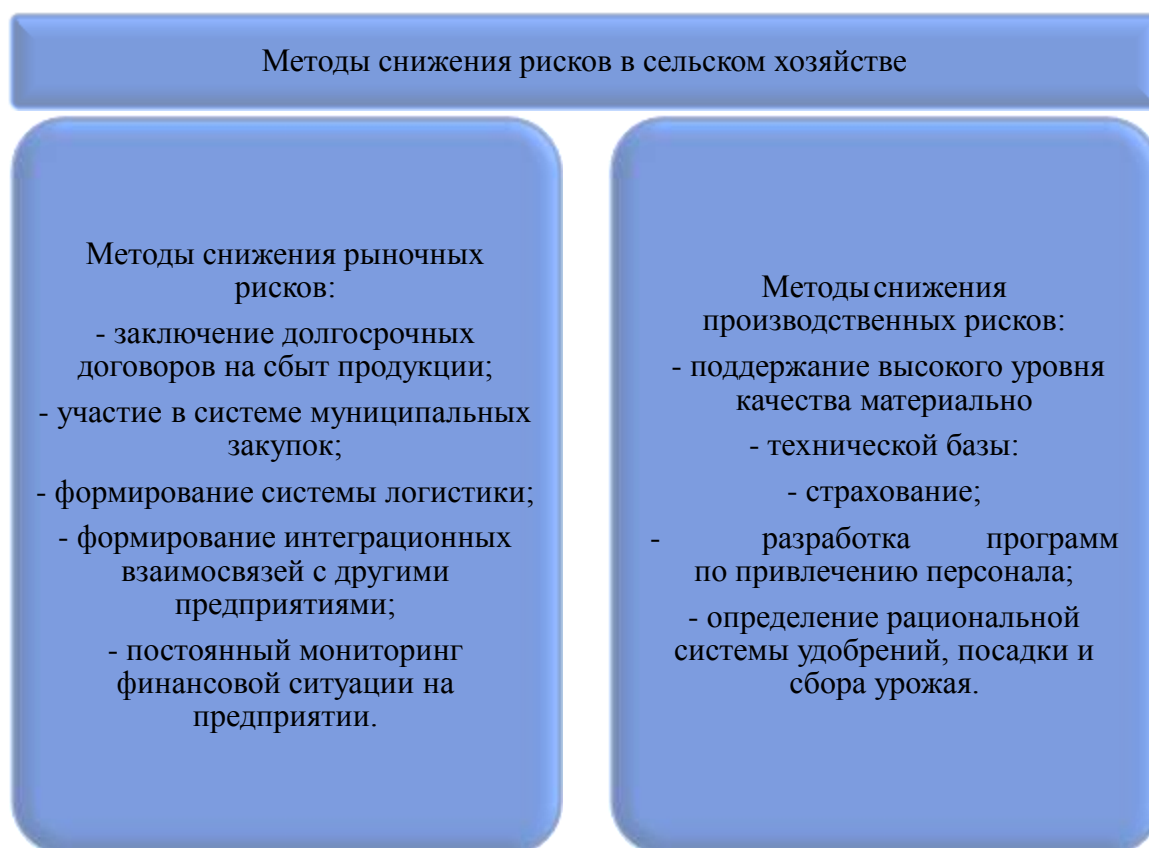 Методы снижения рисков в сельском хозяйстве
Методы снижения рыночных
рисков:
- заключение долгосрочных
договоров на сбыт продукции;
- участие в системе муниципальных
закупок;
- формирование системы логистики;
- формирование интеграционных
взаимосвязей с другими
предприятиями;
- постоянный мониторинг
финансовой ситуации на
предприятии.
Методы снижения
производственных рисков:
- поддержание высокого уровня
качества материально
- технической базы:
- страхование;
- разработка программ
по привлечению персонала;
- определение рациональной
системы удобрений, посадки и
сбора урожая.